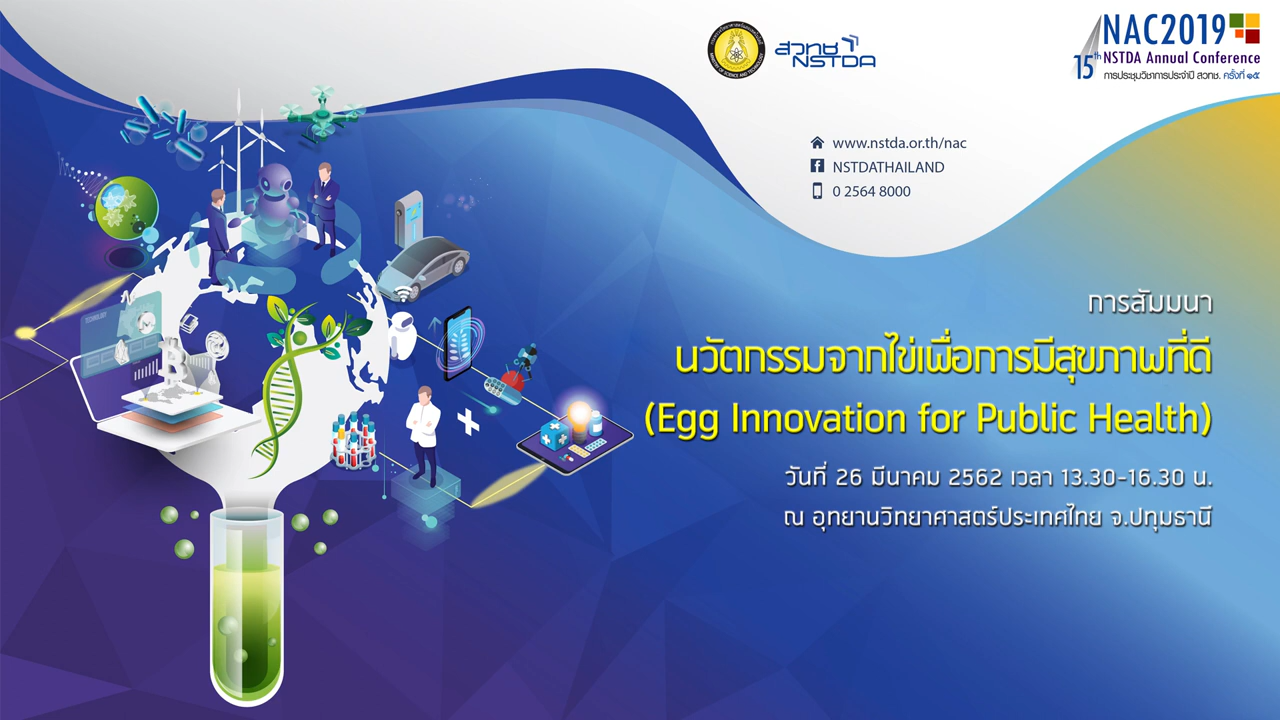 สวทช
NSTDA
NAC2019
15th NSTDA Annual Conference
การประชุมวิชาการประจำปี สวทช. ครั้งที่ ๑๕
www.nstda.or.th/nac
NSTDATHAILAND
0 2564 8000
การสัมมนา
นวัตกรรมจากไข่เพื่อการมีสุขภาพที่ดี
(Egg Innovation for Public Health)
วันที่ 26 มีนาคม 2562 เวลา 13.30-16.30 น.
ณ อุทยานวิทยาศาสตร์ประเทศไทย จ.ปทุมธานี